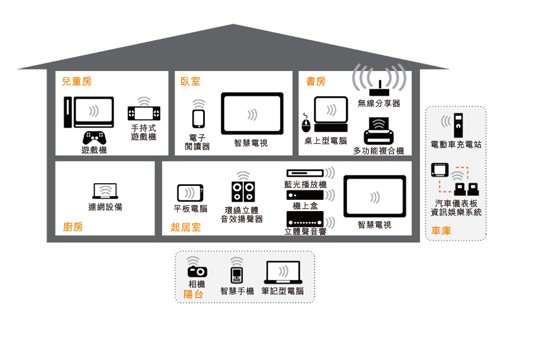 兒童房
遊戲機
手持式
遊戲機
臥室
電子
閱讀器
智慧電視
書房
無線分享器
桌上型電腦
多功能複合機
電動車充電站
汽車儀表板
資訊娛樂系統
車庫
連網設備
廚房
平板電腦
環繞立體
音效揚聲器
藍光播放機
機上盒
立體聲音響
智慧電視
起居室
相機
智慧手機
筆記型電腦
陽台